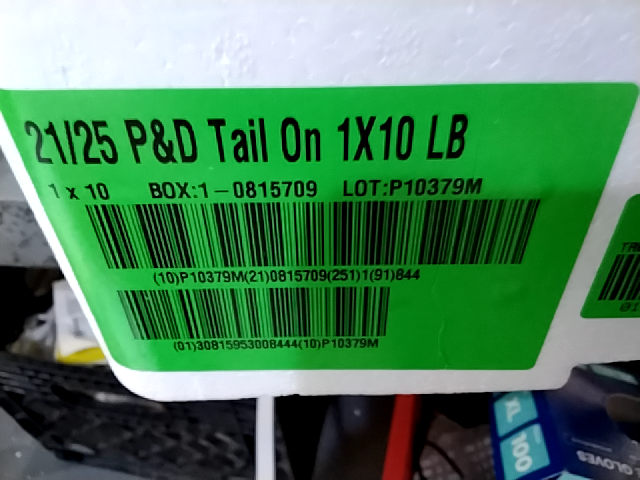 21/25 P&D Tail On 1X10 LB
1 x 10 BOX:1-0815709 LOT:P10379M
(10)P10379M(21)0815709(251)1(91)844
(01)30815953008444(10)P10379M
XL
100
GLOVES